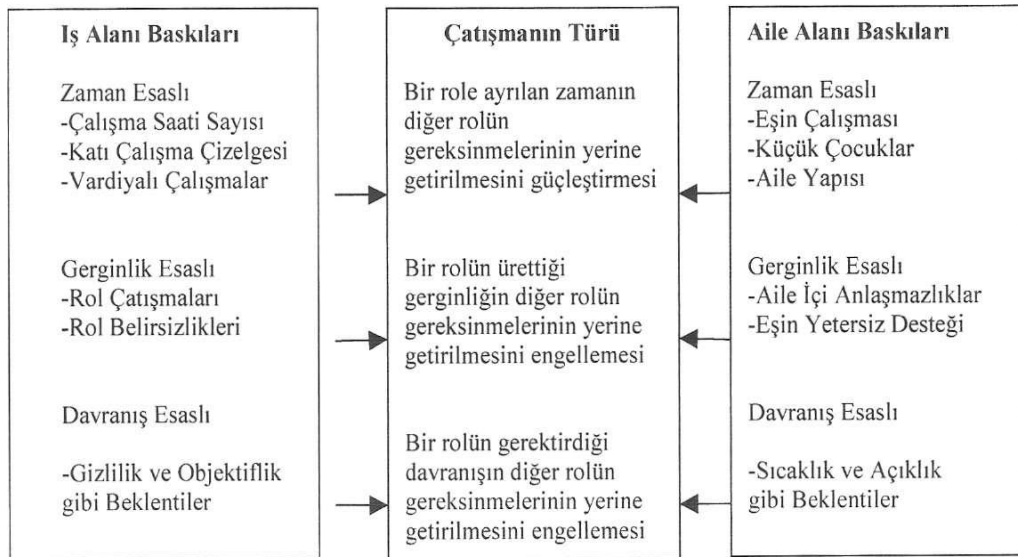 Iş Alanı Baskıları
Zaman Esaslı
-Çalışma Saati Sayısı
-Katı Çalışma Çizelgesi
-Vardiyalı Çalışmalar
Gerginlik Esaslı
-Rol Çatışmaları
-Rol Belirsizlikleri
Davranış Esaslı
-Gizlilik ve Objektiflik
gibi Beklentiler
Çatışmanın Türü
Bir role ayrılan zamanın
diğer rolün
gereksinmelerinin yerine
getirilmesini güçleştirmesi
Bir rolün ürettiği
gerginliğin diğer rolün
gereksinmelerinin yerine
getirilmesini engellemesi
Bir rolün gerektirdiği
davranışın diğer rolün
gereksinmelerinin yerine
getirilmesini engellemesi
Aile Alanı Baskıları
Zaman Esaslı
-Eşin Çalışması
-Küçük Çocuklar
-Aile Yapısı
Gerginlik Esaslı
-Aile İçi Anlaşmazlıklar
-Eşin Yetersiz Desteği
Davranış Esaslı
-Sıcaklık ve Açıklık
gibi Beklentiler